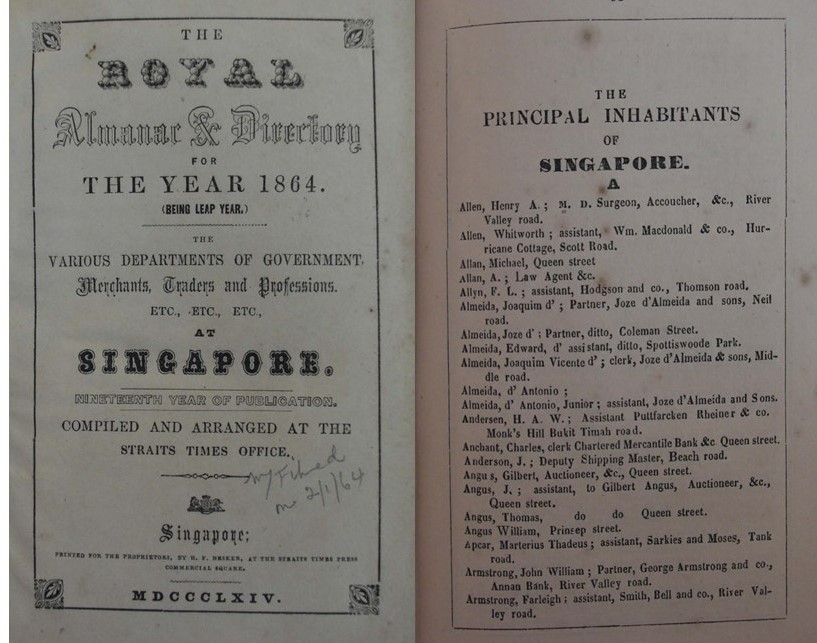 THE
ROYAL
Almanac & Directory
FOR
THE YEAR 1864.
(BEING LEAP YEAR.)
THE
VARIOUS DEPARTMENTS OF GOVERNMENT,
Merchants, Traders and Professions.
ETC., ETC., ETC.,
AT
SINGAPORE.
NINETEENTH YEAR OF PUBLICATION.
COMPILED AND ARRANGED AT THE
STRAITS TIMES OFFICE.
2/1/64
Singapore;
PRINTED FOR THE PROPRIETORS, BY H. F. AT THE STRAITS TIMES PRESS
COMMERCIAL SQUARE.
MDCCCLXIV.
THE
PRINCIPAL INHABITANTS
OF
SINGAPORE.
A
Allen, Henry A.; M. D. Surgeon, Accoucher, &c., River
Valley road.
Allen, Whitworth; assistant, Wm. Macdonald & co., Hur-
ricane Cottage, Scott Road.
Allan, Michael, Queen street
Allan, A.; Law Agent &c.
Allyn, F. L.; assistant, Hodgson and co., Thomson road.
Almeida, Joaquim d'; Partner, Joze d'Almeida and sons, Neil
road.
Almeida, Joze d'; Partner, ditto, Coleman Street.
Almeida, Edward, d' assistant, ditto, Spottiswoode Park.
Almeida, Joaquim Vicente d'; clerk, Joze d'Almeida & sons, Mid-
dle road.
Almeida, d' Antonio;
Almeida, d' Antonio, Junior; assistant, Joze d'Almeida and Sons.
Andersen, H. A. W.; Assistant Puttfarcken Rheiner & co.
Monk's Hill Bukit Timah road.
Anchant, Charles, clerk Chartered Mercantile Bank &c Queen street.
Anderson, J.; Deputy Shipping Master, Beach road.
Angus, Gilbert, Auctioneer, &c., Queen street.
Angus, J.; assistant, to Gilbert Angus, Auctioneer, &c.,
Queen street.
Angus, Thomas, do do Queen street.
Angus William, Prinsep street.
Apcar, Marterius Thadeus; assistant, Sarkies and Moses, Tank
road.
Armstrong, John William; Partner, George Armstrong and co.,
Annan Bank, River Valley road.
Armstrong, Farleigh; assistant, Smith, Bell and co., River Val-
ley road.